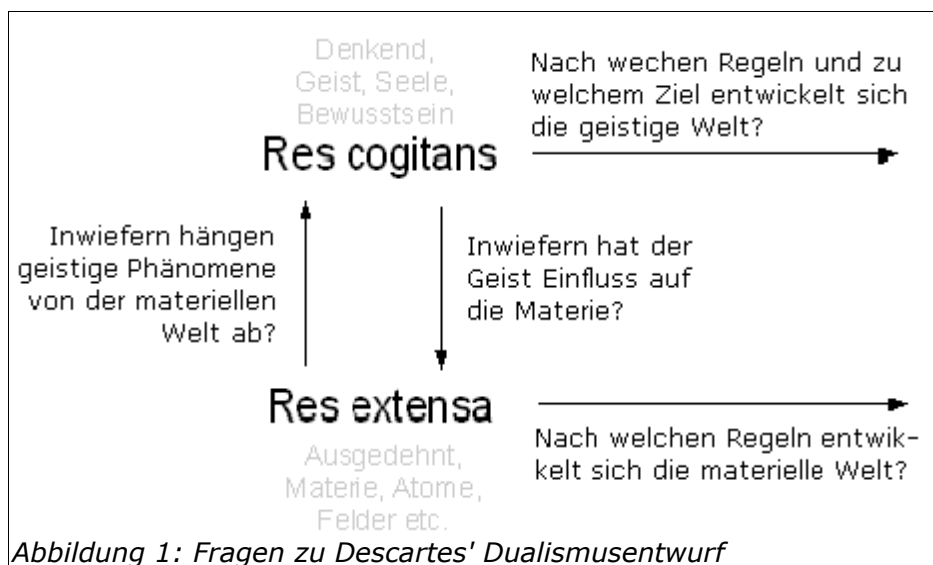 Denkend,
Geist, Seele,
Bewusstsein
Res cogitans
Nach wechen Regeln und zu
welchem Ziel entwickelt sich
die geistige Welt?
Inwiefern hängen
geistige Phänomene
von der materiellen
Welt ab?
Inwiefern hat der
Geist Einfluss auf
die Materie?
Res extensa
Ausgedehnt,
Materie, Atome,
Felder etc.
Nach welchen Regeln entwik-
kelt sich die materielle Welt?
Abbildung 1: Fragen zu Descartes' Dualismusentwurf